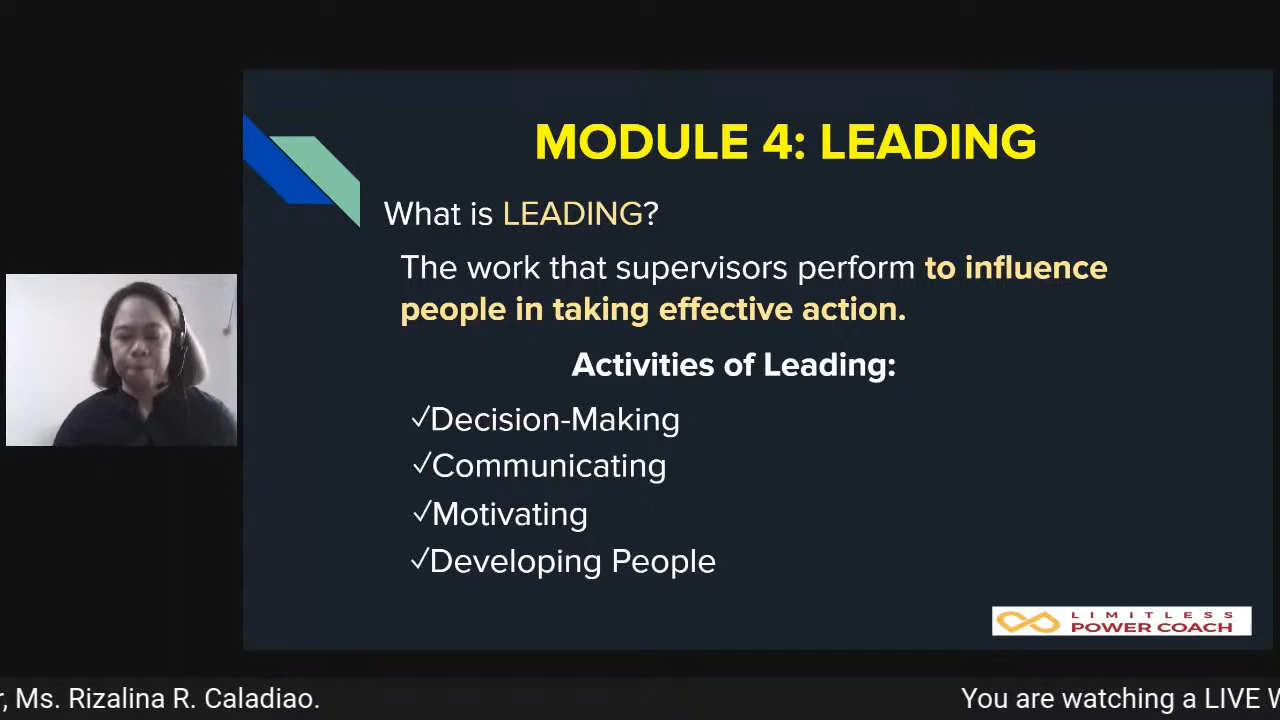 MODULE 4: LEADING
What is LEADING?
The work that supervisors perform to influence
people in taking effective action.
Activities of Leading:
✓Decision-Making
✓Communicating
✓Motivating
✓Developing People
LIMITLESS
POWER COACH
, Ms. Rizalina R. Caladiao.
You are watching a LIVE